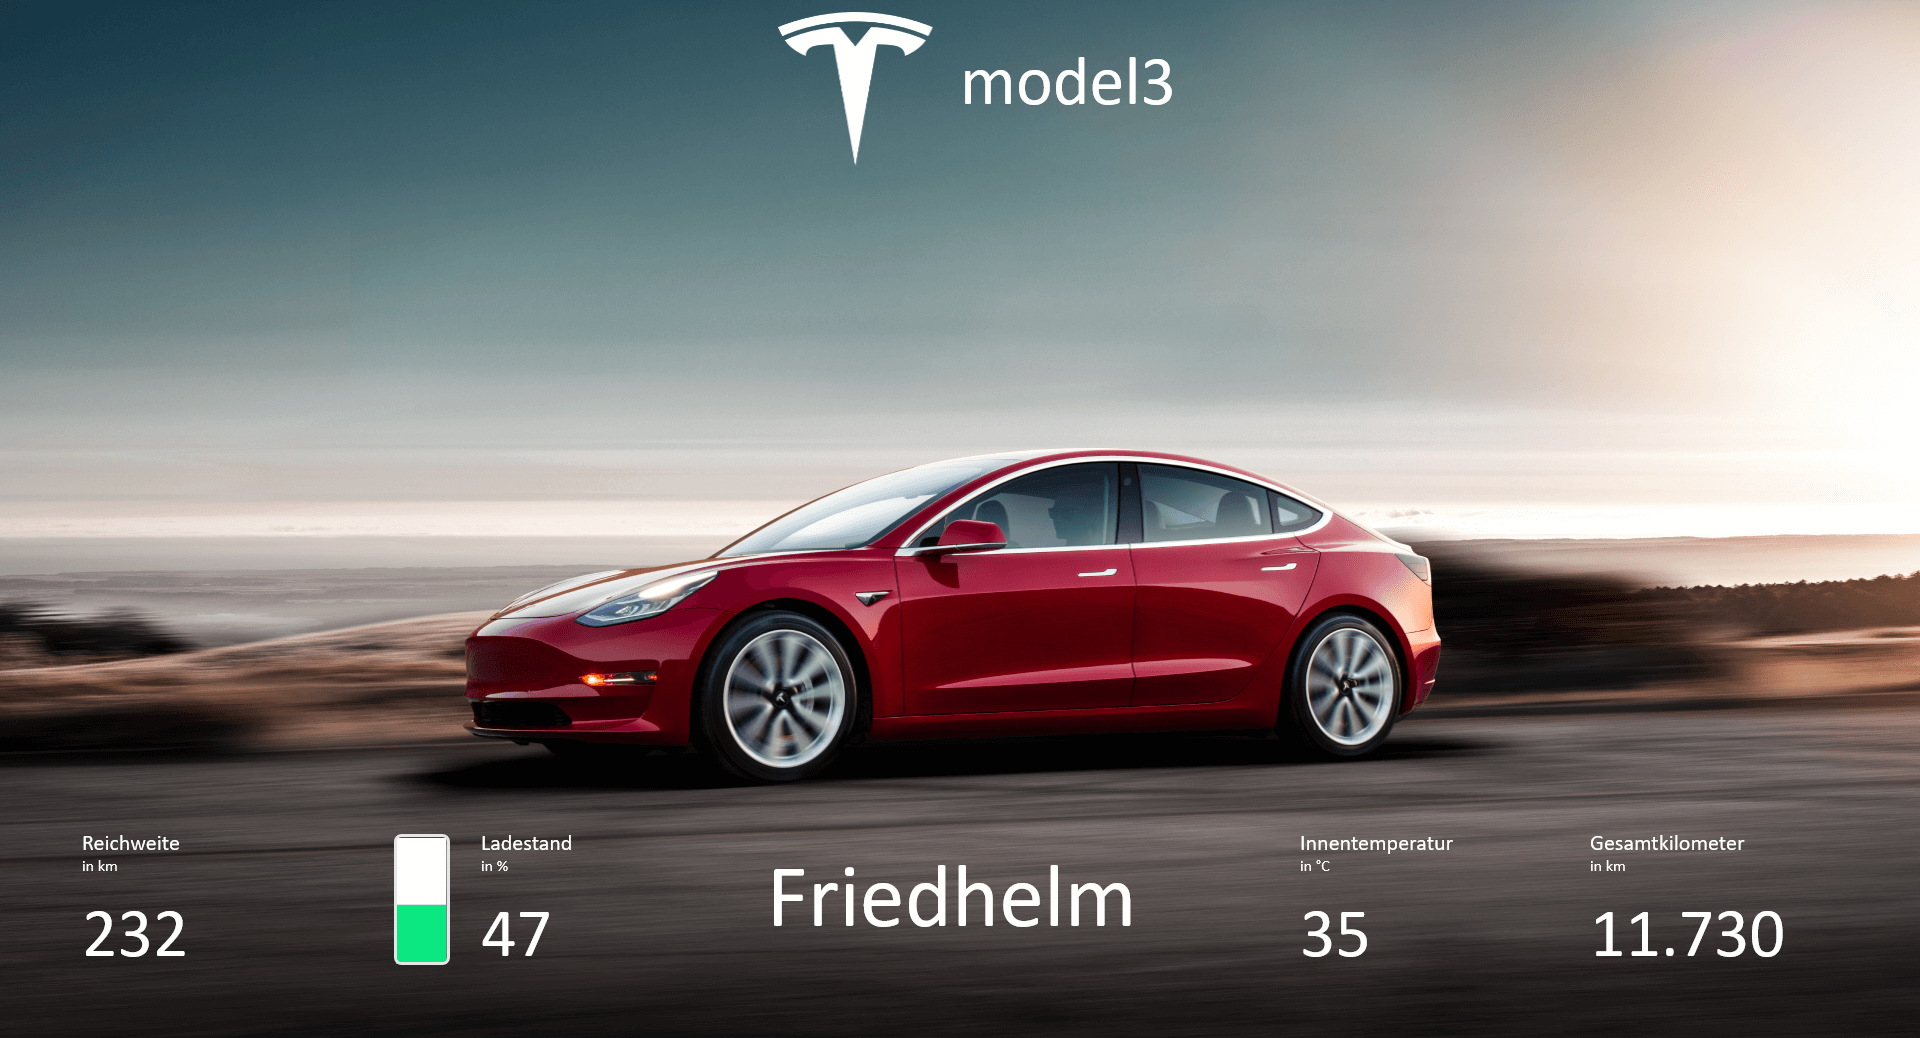 model3
Reichweite
in km
232
Ladestand
in %
47
Friedhelm
Innentemperatur
in °C
35
Gesamtkilometer
in km
11.730